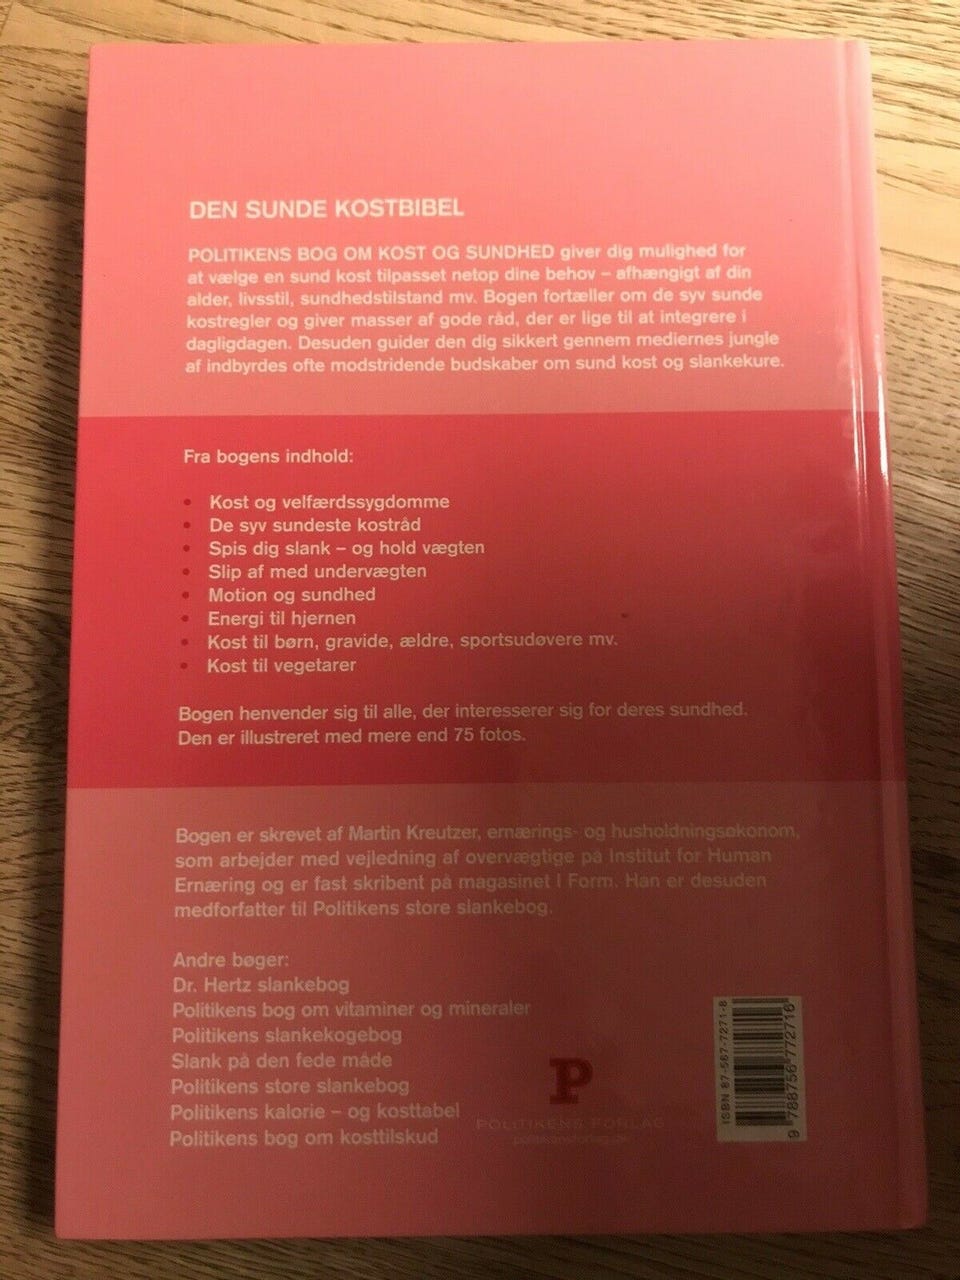 DEN SUNDE KOSTBIBEL
POLITIKENS BOG OM KOST OG SUNDHED giver dig mulighed for
at vælge en sund kost tilpasset netop dine behov – afhængigt af din
alder, livsstil, sundhedstilstand mv. Bogen fortæller om de syv sunde
kostregler og giver masser af gode råd, der er lige til at integrere i
dagligdagen. Desuden guider den dig sikkert gennem mediernes jungle
af indbyrdes ofte modstridende budskaber om sund kost og slankekure.
Fra bogens indhold:
• Kost og velfærdssygdomme
• De syv sundeste kostråd
• Spis dig slank – og hold vægten
• Slip af med undervægten
• Motion og sundhed
• Energi til hjernen
• Kost til børn, gravide, ældre, sportsudøvere mv.
• Kost til vegetarer
Bogen henvender sig til alle, der interesserer sig for deres sundhed.
Den er illustreret med mere end 75 fotos.
Bogen er skrevet af Martin Kreutzer, ernærings- og husholdningsøkonom,
som arbejder med vejledning af overvægtige på Institut for Human
Ernæring og er fast skribent på magasinet I Form. Han er desuden
medforfatter til Politikens store slankebog.
Andre bøger:
Dr. Hertz slankebog
Politikens bog om vitaminer og mineraler
Politikens slankekogebog
Slank på den fede måde
Politikens store slankebog
Politikens kalorie – og kosttabel
Politikens bog om kosttilskud
P
POLITIKENS FORLAG
politikensforlag.dk
ISBN 87-567-7271-8
9 788756 772716